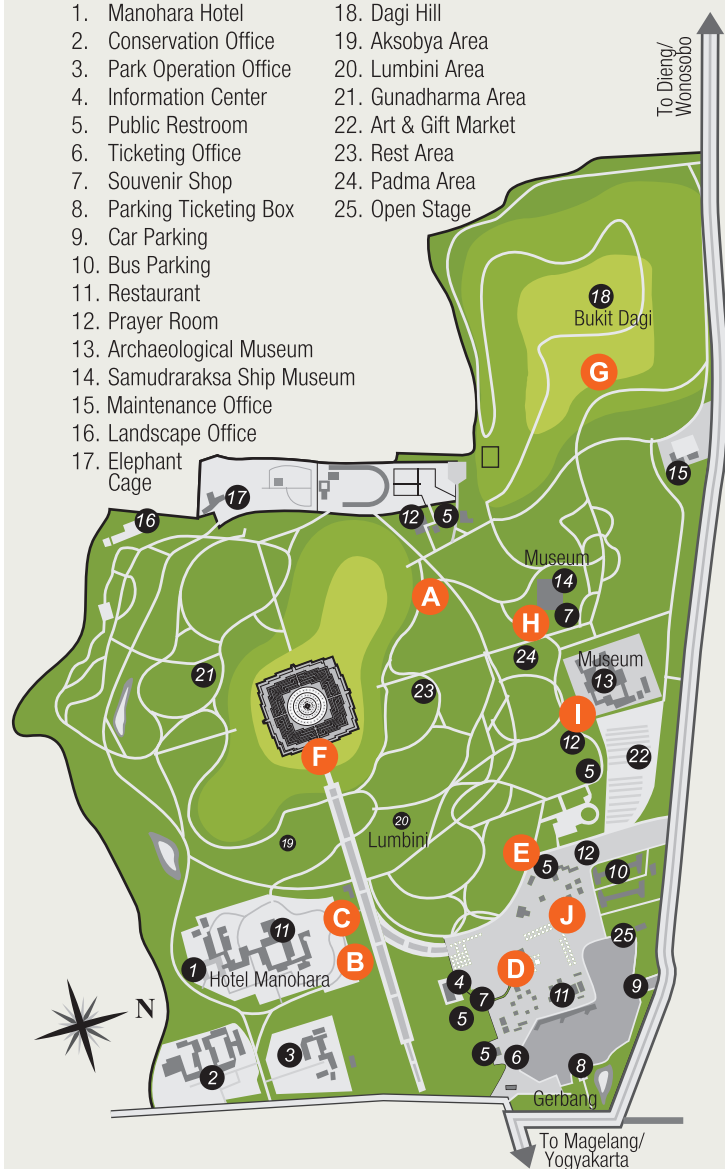 1. Manohara Hotel
2. Conservation Office
3. Park Operation Office
4. Information Center
5. Public Restroom
6. Ticketing Office
7. Souvenir Shop
8. Parking Ticketing Box
9. Car Parking
10. Bus Parking
11. Restaurant
12. Prayer Room
13. Archaeological Museum
14. Samudraraksa Ship Museum
15. Maintenance Office
16. Landscape Office
17. Elephant
Cage
18. Dagi Hill
19. Aksobya Area
20. Lumbini Area
21. Gunadharma Area
22. Art & Gift Market
23. Rest Area
24. Padma Area
25. Open Stage
To Dieng/
Wonosobo
18
Bukit Dagi
G
15
17
16
12
5
Museum
14
A
7
H
24
Museum
13
21
23
I
12
F
5
22
20
Lumbini
19
E
5
12
10
C
J
11
25
B
D
1
Hotel Manohara
4
7
11
9
N
5
3
5
6
2
8
Gerbang
To Magelang/
Yogyakarta